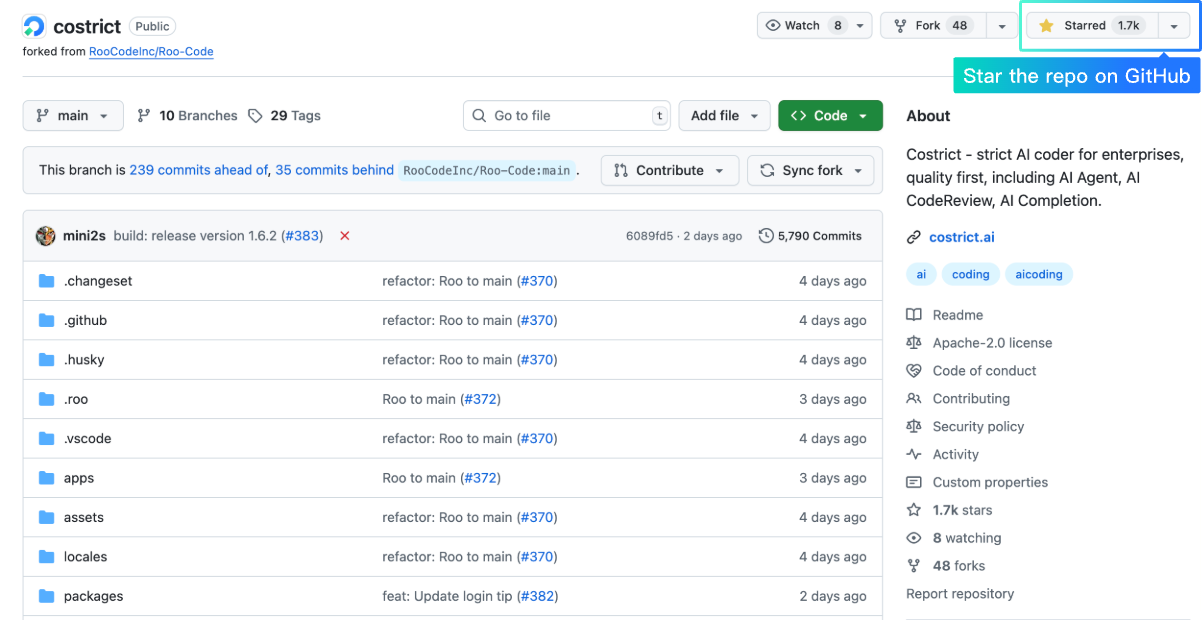 costrict Public Watch 8 Fork 48 Starred 1.7k
forked from RooCodeInc/Roo-Code
Star the repo on GitHub
main 10 Branches 29 Tags Go to file t Add file Code
About
Costrict - strict AI coder for enterprises,
quality first, including AI Agent, AI
CodeReview, AI Completion.
This branch is 239 commits ahead of, 35 commits behind RooCodeInc/Roo-Code:main . Contribute Sync fork
mini2s build: release version 1.6.2 (#383) 6089fd5 · 2 days ago 5,790 Commits
costrict.ai
ai coding aicoding
.changeset refactor: Roo to main (#370) 4 days ago
.github refactor: Roo to main (#370) 4 days ago
.husky refactor: Roo to main (#370) 4 days ago
.roo Roo to main (#372) 3 days ago
.vscode refactor: Roo to main (#370) 4 days ago
apps Roo to main (#372) 3 days ago
assets refactor: Roo to main (#370) 4 days ago
locales refactor: Roo to main (#370) 4 days ago
packages feat: Update login tip (#382) 2 days ago
Readme
Apache-2.0 license
Code of conduct
Contributing
Security policy
Activity
Custom properties
1.7k stars
8 watching
48 forks
Report repository